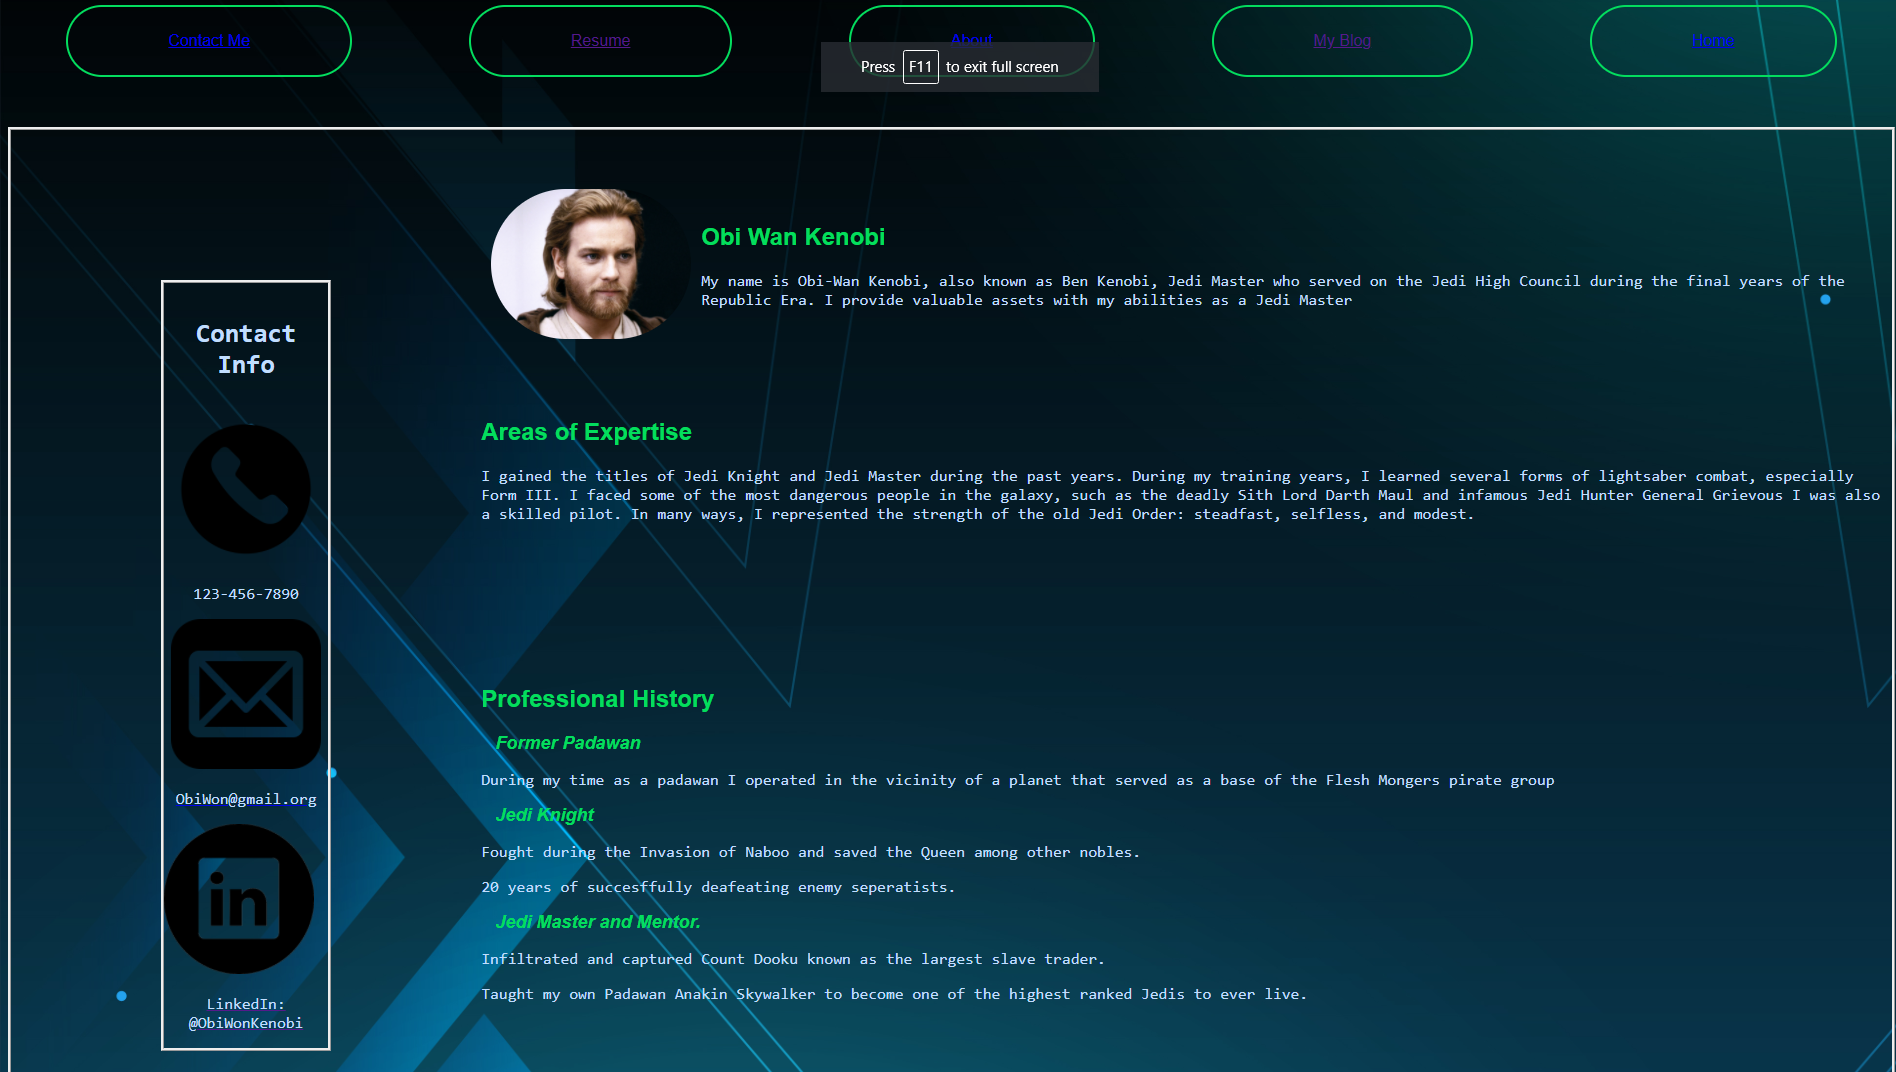 Contact Me
Resume
About
My Blog
Home
Press F11 to exit full screen
Obi Wan Kenobi
My name is Obi-Wan Kenobi, also known as Ben Kenobi, Jedi Master who served on the Jedi High Council during the final years of the
Republic Era. I provide valuable assets with my abilities as a Jedi Master
Contact
Info
123-456-7890
ObiWon@gmail.org
in
LinkedIn:
@ObiWonKenobi
Areas of Expertise
I gained the titles of Jedi Knight and Jedi Master during the past years. During my training years, I learned several forms of lightsaber combat, especially
Form III. I faced some of the most dangerous people in the galaxy, such as the deadly Sith Lord Darth Maul and infamous Jedi Hunter General Grievous I was also
a skilled pilot. In many ways, I represented the strength of the old Jedi Order: steadfast, selfless, and modest.
Professional History
Former Padawan
During my time as a padawan I operated in the vicinity of a planet that served as a base of the Flesh Mongers pirate group
Jedi Knight
Fought during the Invasion of Naboo and saved the Queen among other nobles.
20 years of succesffully deafeating enemy seperatists.
Jedi Master and Mentor.
Infiltrated and captured Count Dooku known as the largest slave trader.
Taught my own Padawan Anakin Skywalker to become one of the highest ranked Jedis to ever live.